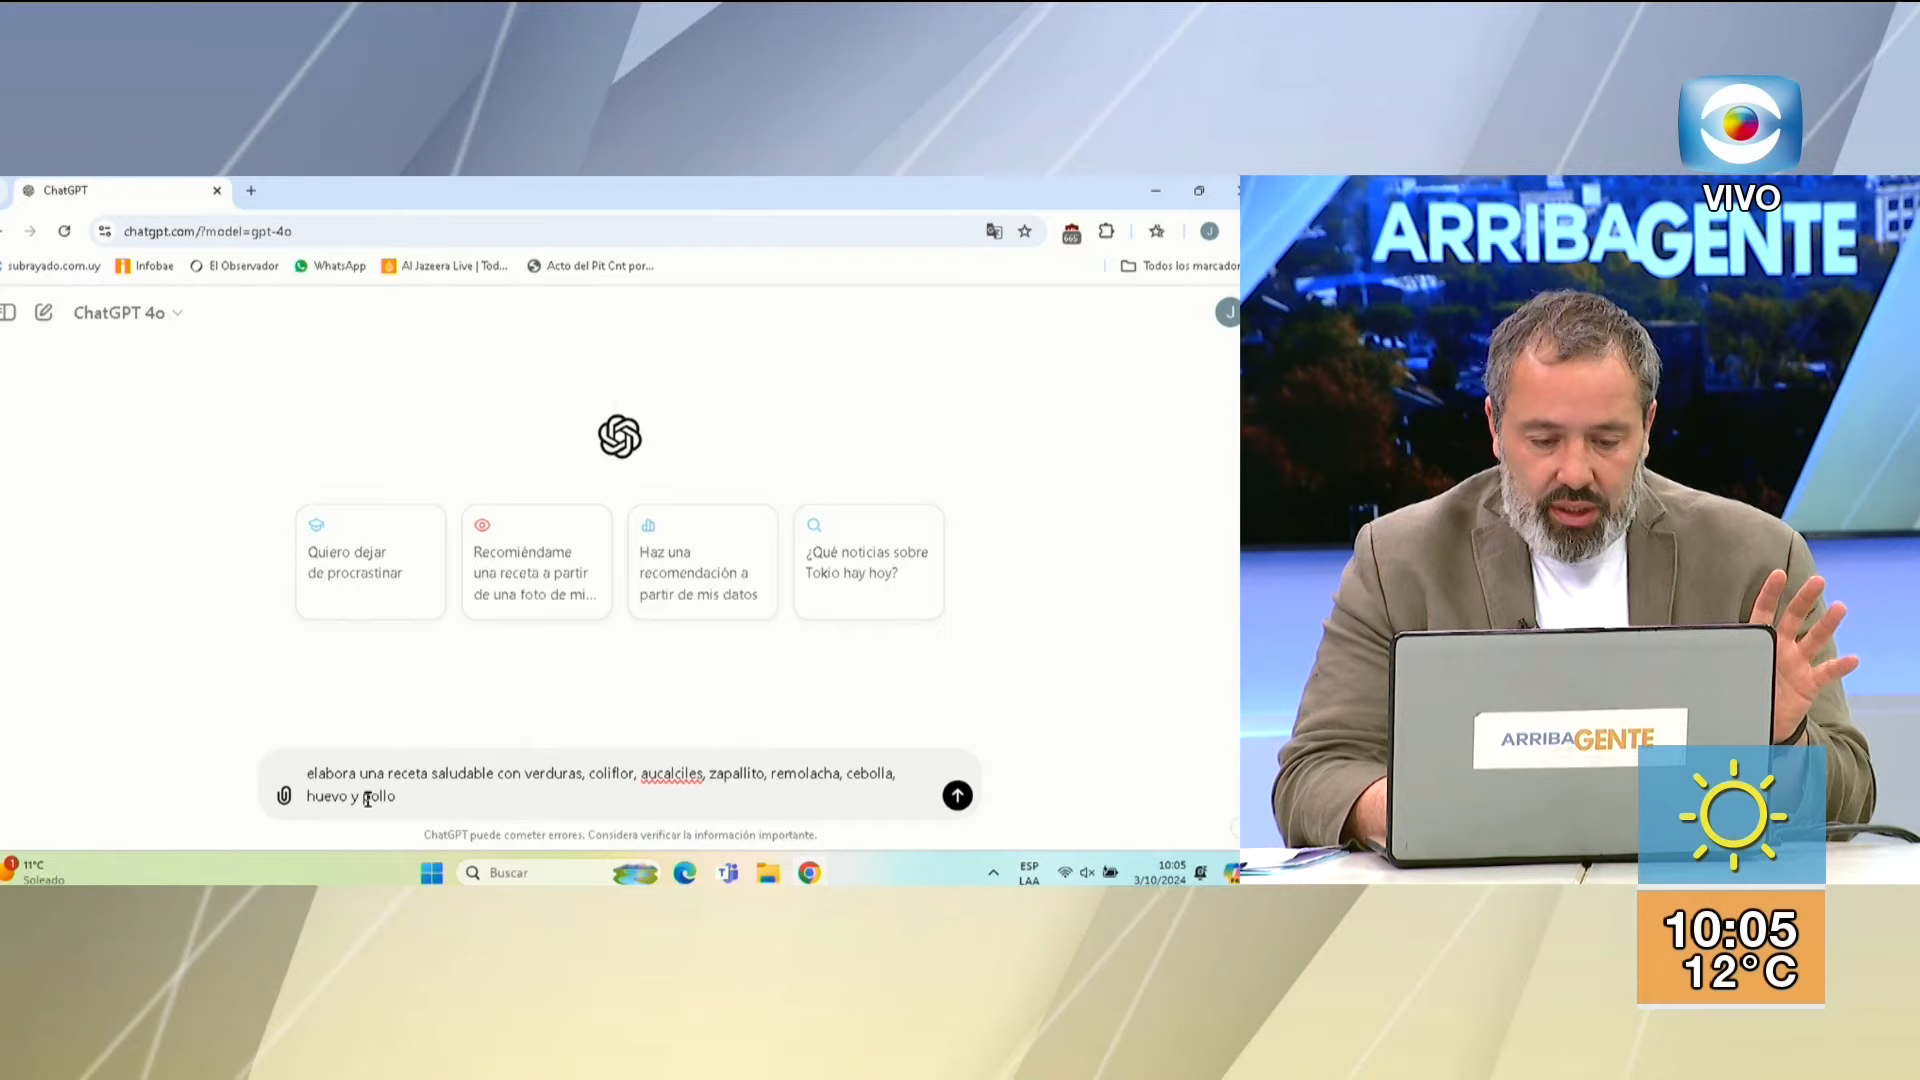 VIVO
ChatGPT
chatgpt.com/?model=gpt-4o
665
J
subrayado.com.uy
Infobae
El Observador
WhatsApp
Al Jazeera Live | Tod...
Acto del Pit Cnt por...
Todos los marcador
ChatGPT 4o
J
Quiero dejar
de procrastinar
Recomiéndame
una receta a partir
de una foto de mi...
Haz una
recomendación a
partir de mis datos
¿Qué noticias sobre
Tokio hay hoy?
elabora una receta saludable con verduras, coliflor, aucalciles, zapallito, remolacha, cebolla,
huevo y pollo
ChatGPT puede cometer errores. Considera verificar la información importante.
1
11°C
Soleado
Buscar
ESP
LAA
10:05
3/10/2024
ARRIBAGENTE
ARRIBAGENTE
10:05
12°C